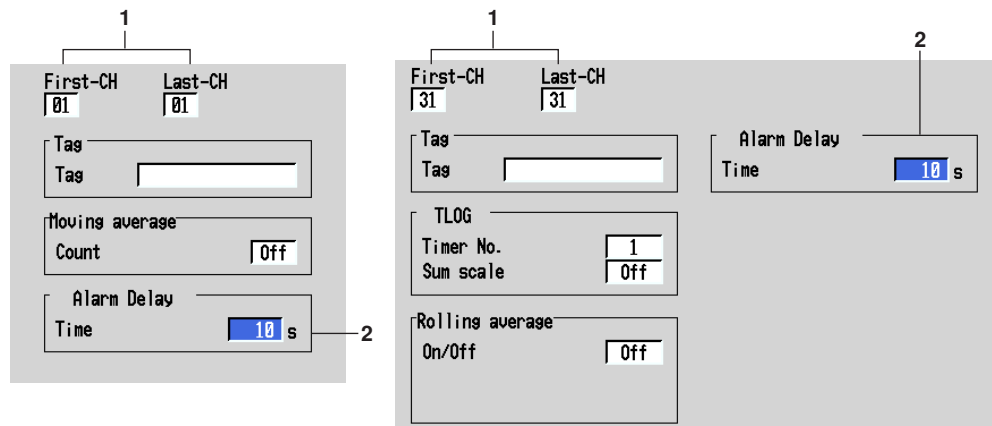 1
First-CH Last-CH
01 01
Tag
Tag
Moving average
Count Off
Alarm Delay
Time 10 s
2
1
2
First-CH Last-CH
31 31
Tag
Tag
Alarm Delay
Time 10 s
TLOG
Timer No. 1
Sum scale Off
Rolling average
On/Off Off